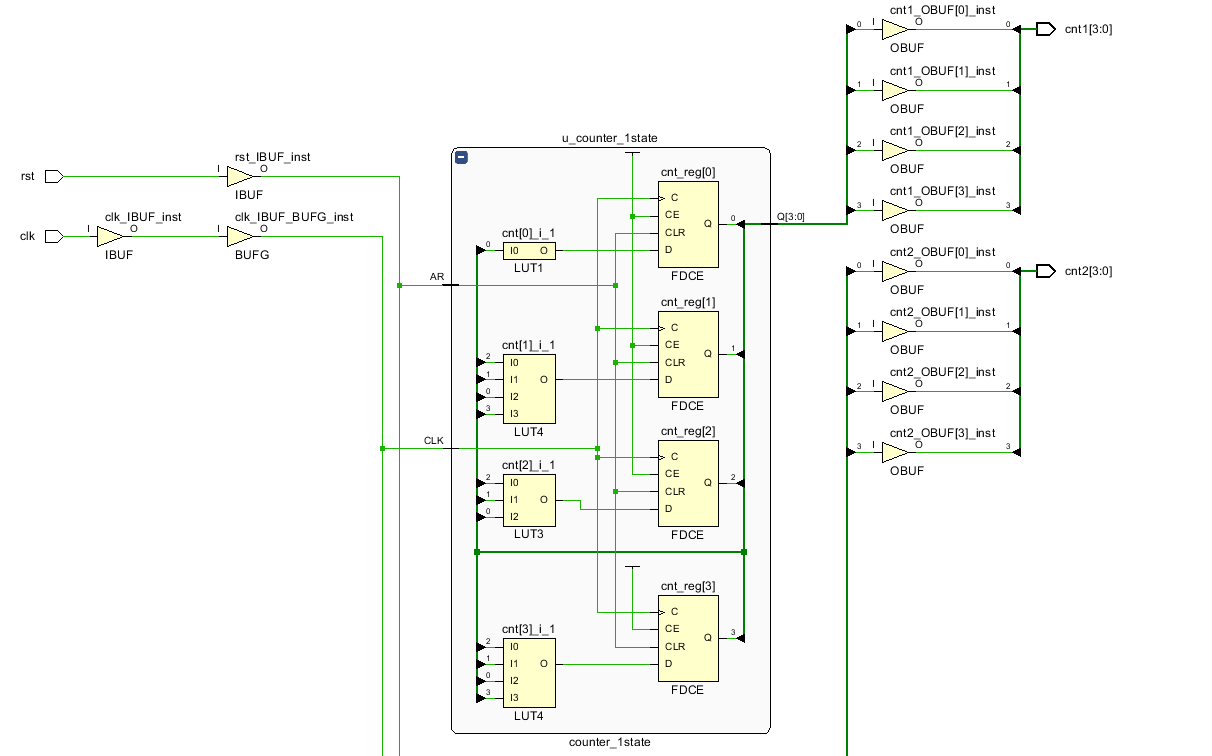 rst
rst_IBUF_inst
I
O
IBUF
clk
clk_IBUF_inst
I
O
IBUF
clk_IBUF_BUFG_inst
I
O
BUFG
u_counter_1state
AR
CLK
cnt[0]_i_1
0
I0
O
LUT1
cnt[1]_i_1
2
I0
1
I1
O
0
I2
3
I3
LUT4
cnt[2]_i_1
2
I0
1
I1
O
0
I2
LUT3
cnt[3]_i_1
2
I0
1
I1
O
0
I2
3
I3
LUT4
cnt_reg[0]
C
CE
CLR
Q
0
D
FDCE
cnt_reg[1]
C
CE
CLR
Q
1
D
FDCE
cnt_reg[2]
C
CE
CLR
Q
2
D
FDCE
cnt_reg[3]
C
CE
CLR
Q
3
D
FDCE
counter_1state
Q[3:0]
cnt1_OBUF[0]_inst
0
I
O
0
OBUF
cnt1[3:0]
cnt1_OBUF[1]_inst
1
I
O
1
OBUF
cnt1_OBUF[2]_inst
2
I
O
2
OBUF
cnt1_OBUF[3]_inst
3
I
O
3
OBUF
cnt2_OBUF[0]_inst
0
I
O
0
OBUF
cnt2[3:0]
cnt2_OBUF[1]_inst
1
I
O
1
OBUF
cnt2_OBUF[2]_inst
2
I
O
2
OBUF
cnt2_OBUF[3]_inst
3
I
O
3
OBUF